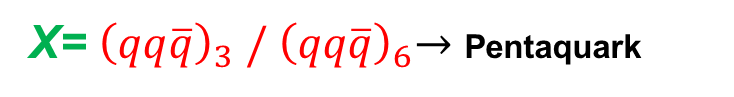 X= (qqq̄)₃ / (qqq̄)₆→ Pentaquark